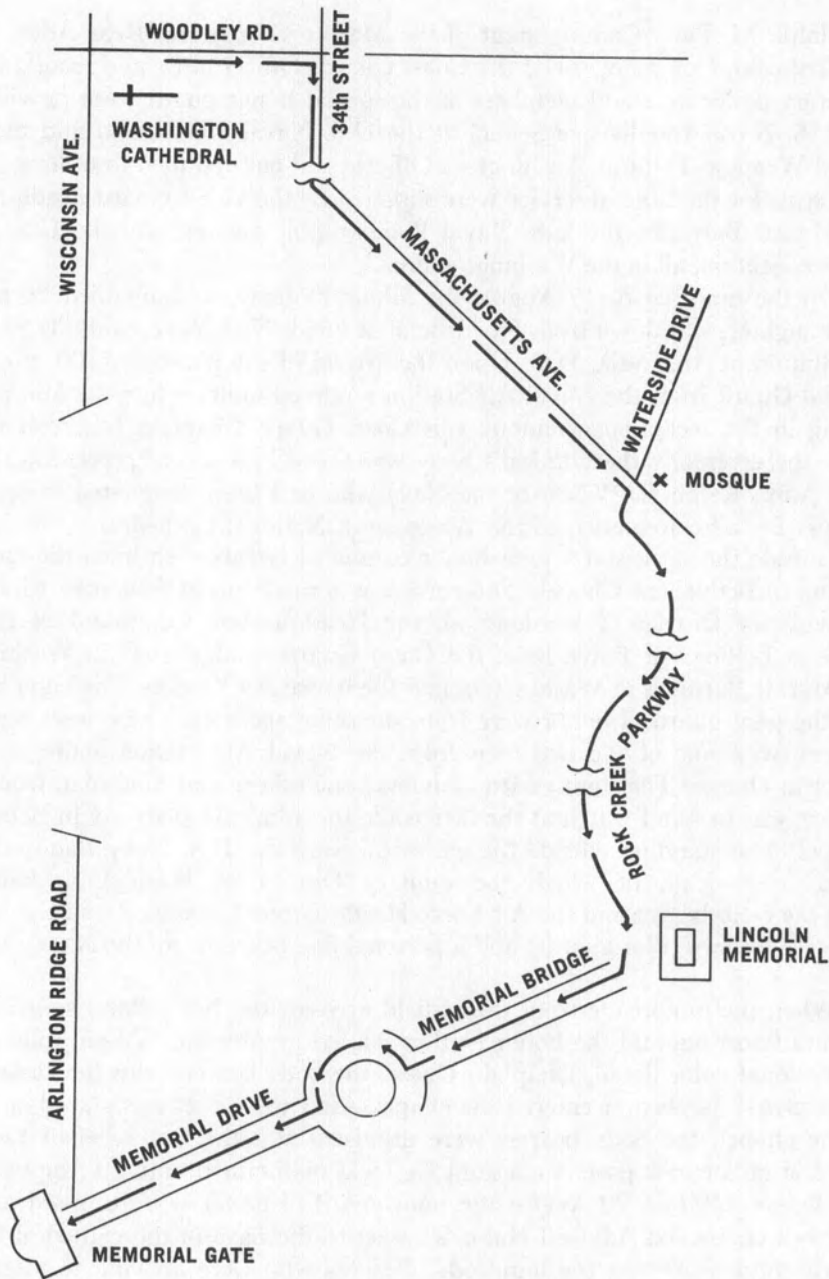 WOODLEY RD.
34th STREET
WASHINGTON
CATHEDRAL
WISCONSIN AVE.
MASSACHUSETTS AVE.
WATERSIDE DRIVE
MOSQUE
ROCK CREEK PARKWAY
LINCOLN
MEMORIAL
MEMORIAL BRIDGE
ARLINGTON RIDGE ROAD
MEMORIAL DRIVE
MEMORIAL GATE